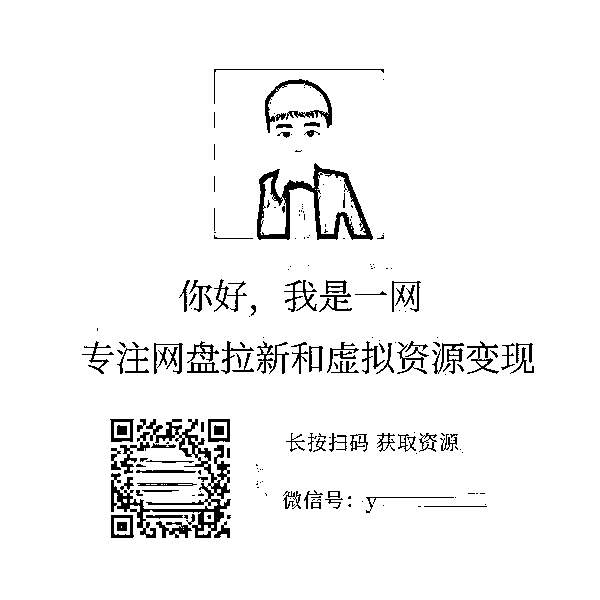 你好，我是一网
专注网盘拉新和虚拟资源变现
长按扫码 获取资源
微信号：y